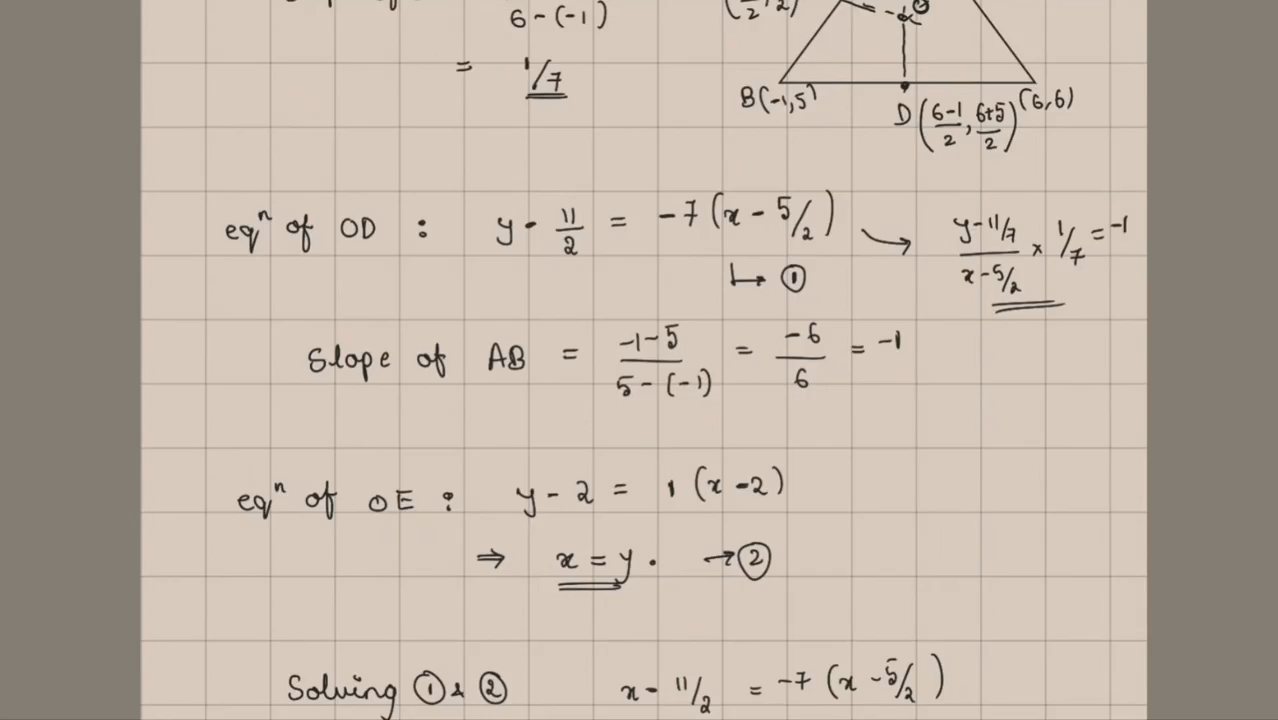 6-(-1)
= 1/7
B(-1,5)
(6,6)
D(6-1/2, 6+5/2)
eqⁿ of OD : y - 11/2 = -7(x - 5/2)
↳ ①
→ y-11/7 / x-5/2 × 1/7 = -1
Slope of AB = -1-5 / 5-(-1) = -6/6 = -1
eqⁿ of OE : y - 2 = 1 (x - 2)
⇒ x = y . → ②
Solving ① & ② x - 11/2 = -7 (x - 5/2)